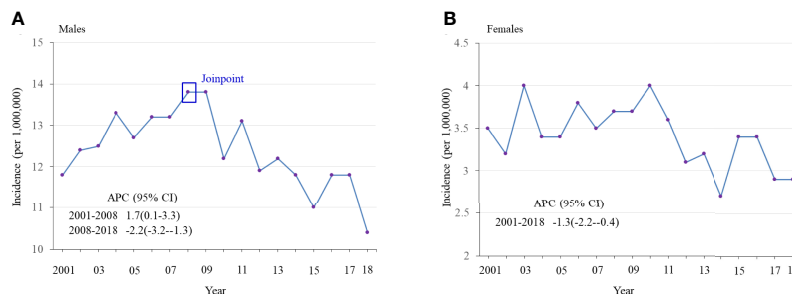 A
Males
15
14
13
12
11
10
Incidence (per 1,000,000)
Joinpoint
APC (95% CI)
2001-2008 1.7(0.1-3.3)
2008-2018 -2.2(-3.2--1.3)
2001 03 05 07 09 11 13 15 17 18
Year
B
Females
4.5
4
3.5
3
2.5
2
Incidence (per 1,000,000)
APC (95% CI)
2001-2018 -1.3(-2.2--0.4)
2001 03 05 07 09 11 13 15 17 1
Year